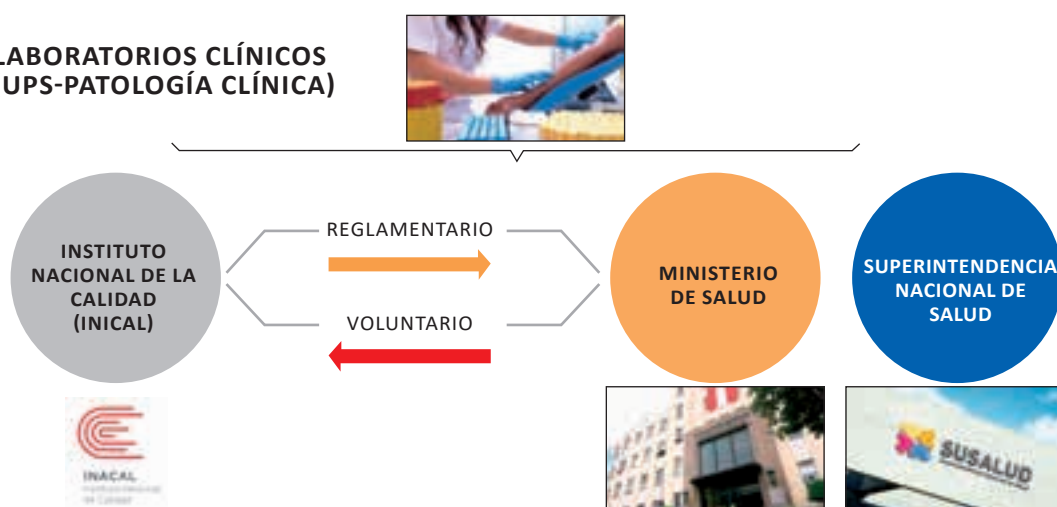 LABORATORIOS CLÍNICOS
UPS-PATOLOGÍA CLÍNICA)
INSTITUTO
NACIONAL DE LA
CALIDAD
(INICAL)
REGLAMENTARIO
VOLUNTARIO
MINISTERIO
DE SALUD
SUPERINTENDENCIA
NACIONAL DE
SALUD
INACAL
SUSALUD